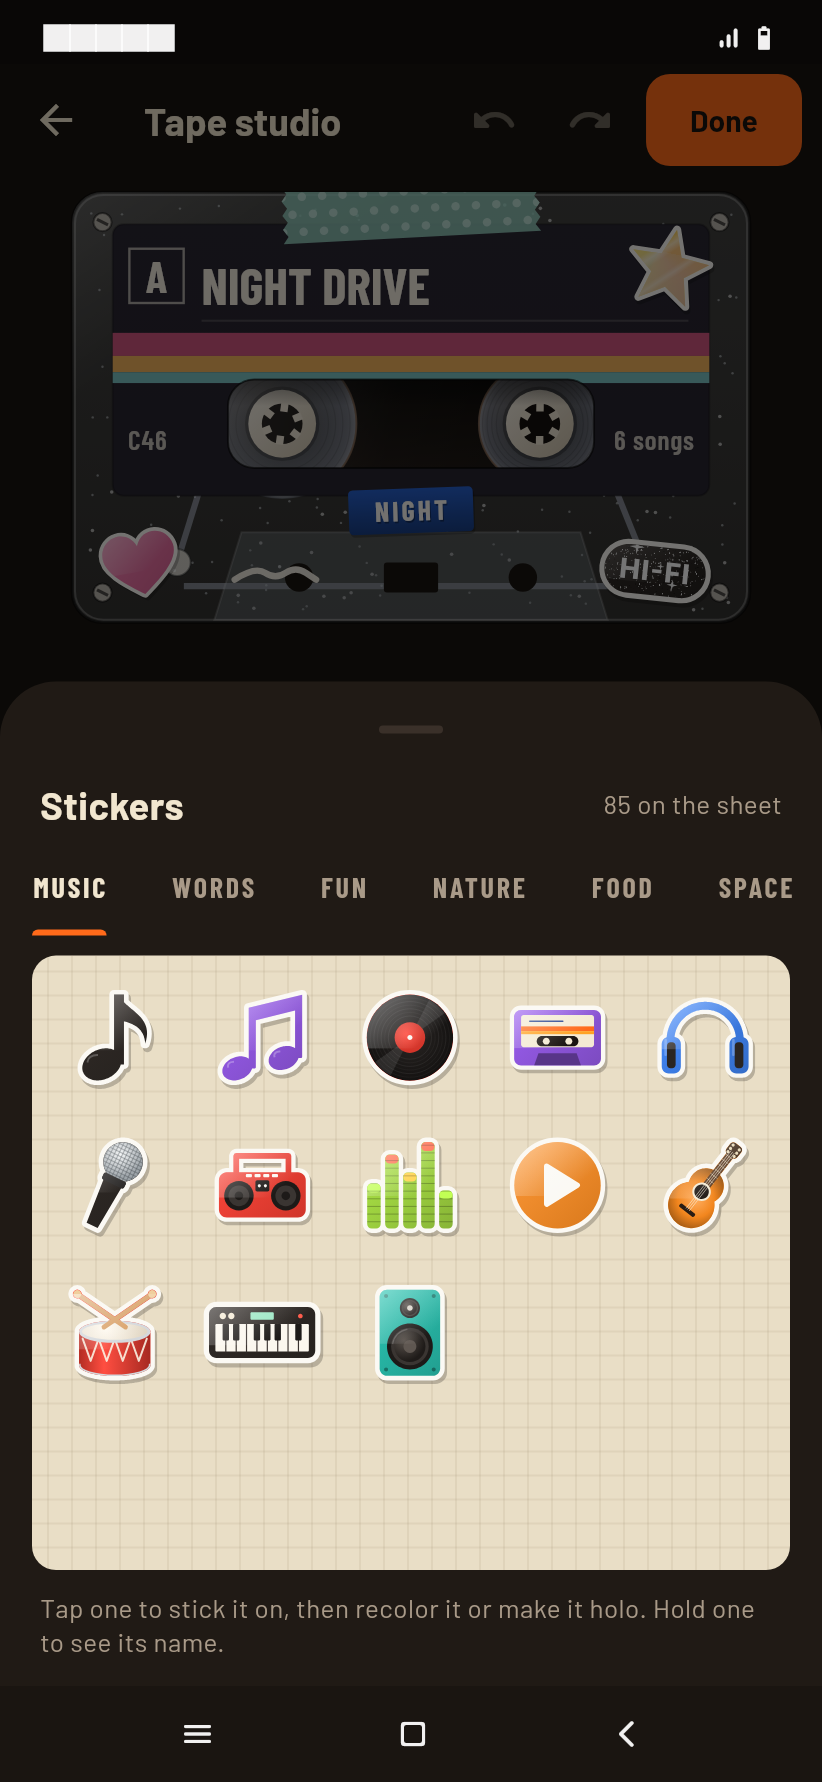 Tape studio
Done
A
NIGHT DRIVE
C46
6 songs
NIGHT
HI-FI
Stickers
85 on the sheet
MUSIC
WORDS
FUN
NATURE
FOOD
SPACE
Tap one to stick it on, then recolor it or make it holo. Hold one
to see its name.